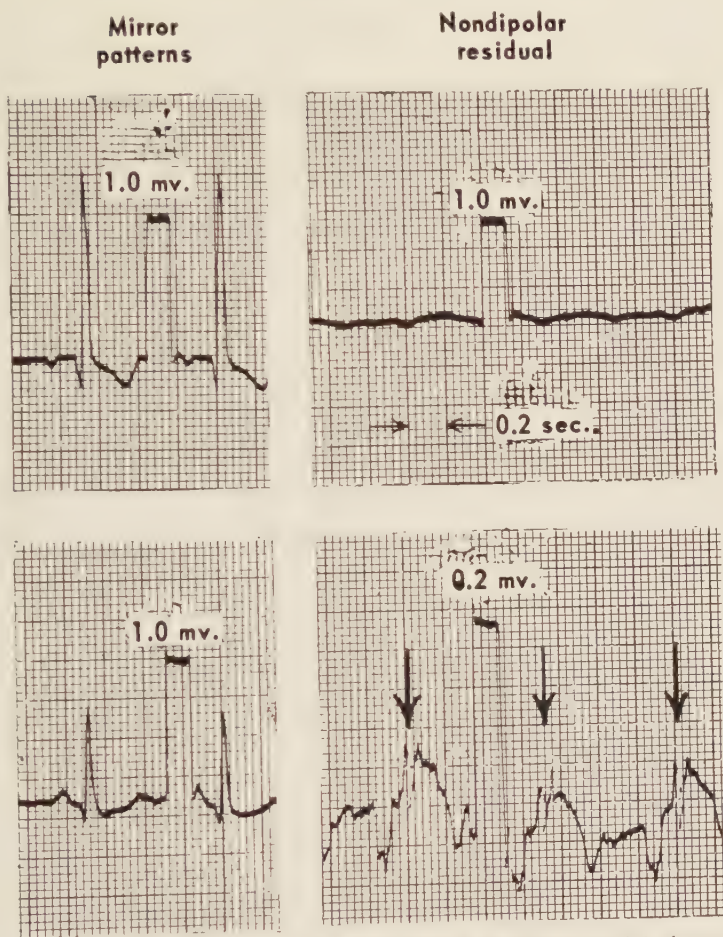 Mirror
patterns
Nondipolar
residual
1.0 mv.
1.0 mv.
0.2 sec.
1.0 mv.
0.2 mv.